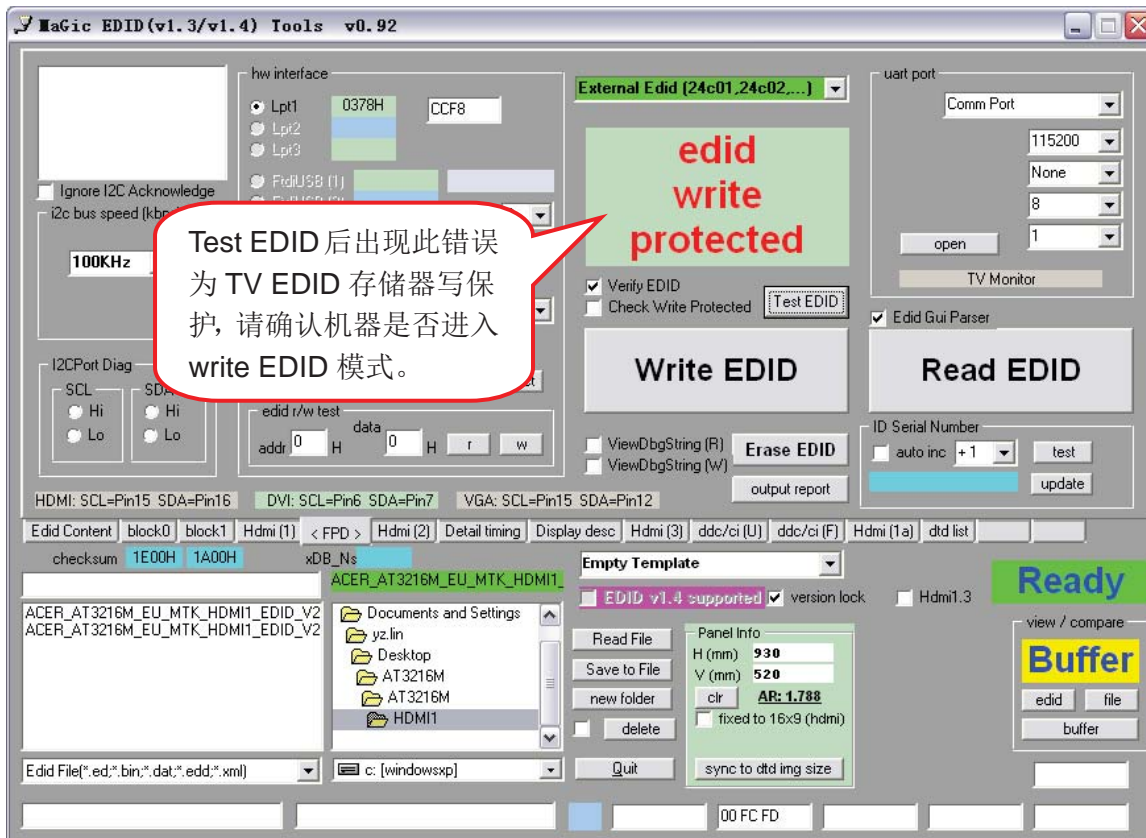 MaGic EDID(v1.3/v1.4) Tools v0.92
hw interface
Lpt1
0378H
CCF8
Lpt2
Lpt3
FtdiUSB (1)
Ignore I2C Acknowledge
i2c bus speed
100KHz
Test EDID 后出现此错误
为 TV EDID 存储器写保
护, 请确认机器是否进入
write EDID 模式。
I2CPort Diag
SCL
SDA
Hi
Hi
Lo
Lo
edid r/w test
addr
0
H
data
0
H
r
w
External Edid (24c01,24c02,...)
edid
write
protected
Verify EDID
Check Write Protected
Test EDID
Write EDID
ViewDbgString (R)
ViewDbgString (W)
Erase EDID
output report
uart port
Comm Port
115200
None
8
1
open
TV Monitor
Edid Gui Parser
Read EDID
ID Serial Number
auto inc
+1
test
update
HDMI: SCL=Pin15 SDA=Pin16
DVI: SCL=Pin6 SDA=Pin7
VGA: SCL=Pin15 SDA=Pin12
Edid Content
block0
block1
Hdmi (1)
< FPD >
Hdmi (2)
Detail timing
Display desc
Hdmi (3)
ddc/ci (U)
ddc/ci (F)
Hdmi (1a)
dtd list
checksum
1E00H
1A00H
xDB_Ns
ACER_AT3216M_EU_MTK_HDMI1_
ACER_AT3216M_EU_MTK_HDMI1_EDID_V2
ACER_AT3216M_EU_MTK_HDMI1_EDID_V2
Documents and Settings
yz.lin
Desktop
AT3216M
AT3216M
HDMI1
Edid File(*.ed;*.bin;*.dat;*.edd;*.xml)
c: [windowsxp]
Empty Template
EDID v1.4 supported
version lock
Hdmi1.3
Ready
Read File
Save to File
new folder
delete
Quit
Panel Info
H (mm)
930
V (mm)
520
clr
AR: 1.788
fixed to 16x9 (hdmi)
sync to dtd img size
view / compare
Buffer
edid
file
buffer
00 FC FD